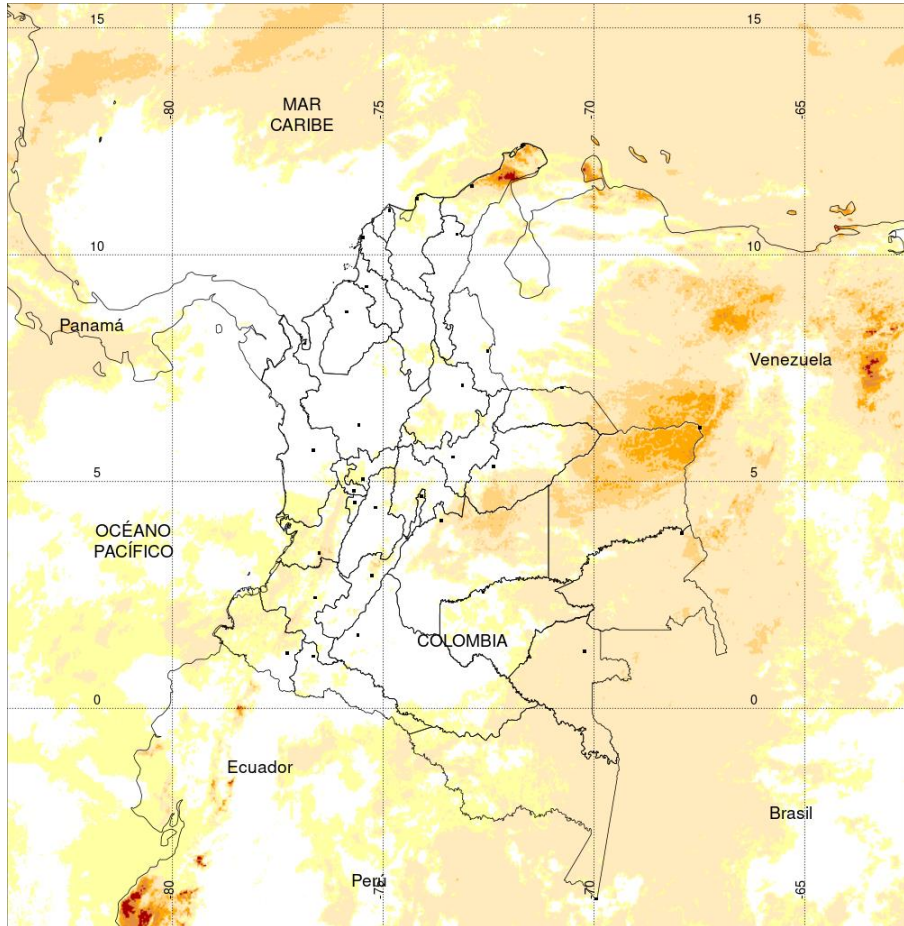 15
-80
-75
-70
-65
15
MAR
CARIBE
10
10
Panamá
Venezuela
5
5
OCÉANO
PACÍFICO
COLOMBIA
0
0
Ecuador
Brasil
Perú
-80
-75
-70
-65